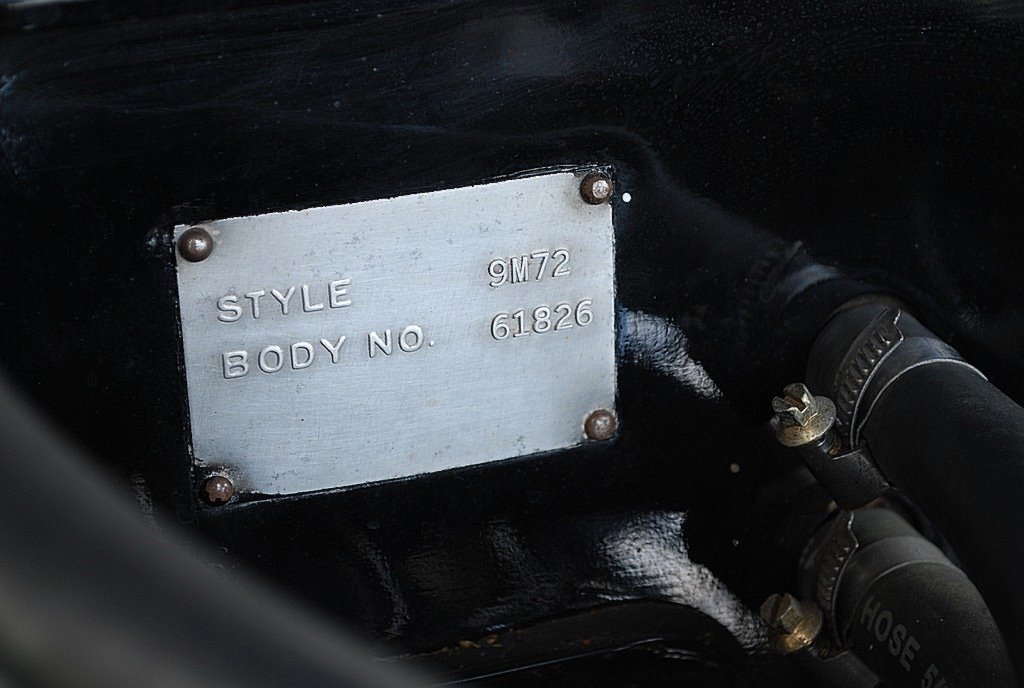 STYLE 9M72
BODY NO. 61826
HOSE